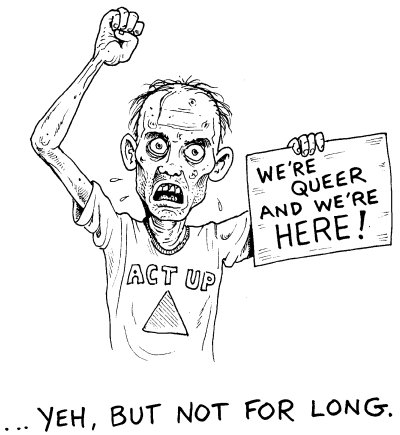 WE'RE
QUEER
AND WE'RE
HERE!
ACT UP
... YEH, BUT NOT FOR LONG.